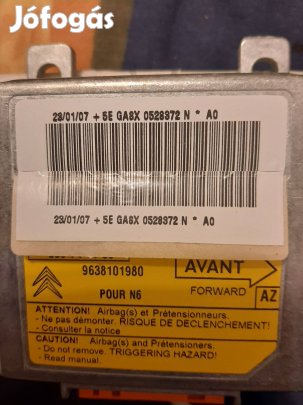 Jófogás
23/01/07 + 5E GA8X 0528372 N * A0
23/01/07 + 5E GA8X 0528372 N * A0
9638101980
AVANT
POUR N6
FORWARD
AZ
ATTENTION! Airbag(s) et Prétensionneurs.
- Ne pas démonter. RISQUE DE DECLENCHEMENT!
- Consulter la notice
CAUTION! Airbag(s) and Pretensioners.
- Do not remove. TRIGGERING HAZARD!
- Read manual.